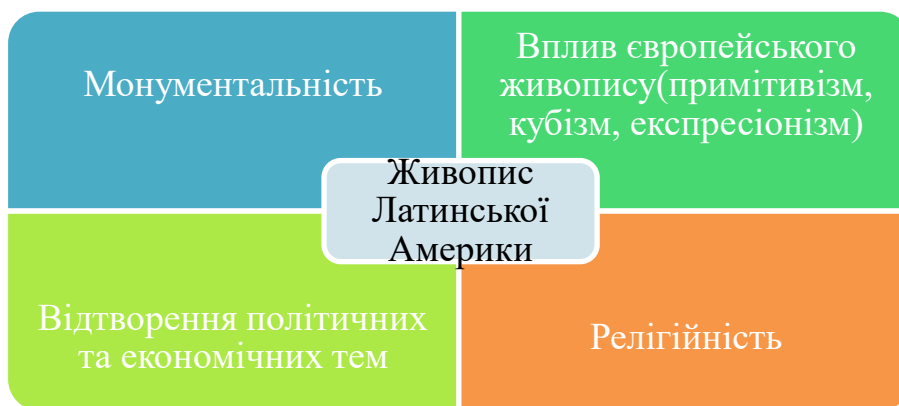 Монументальність
Вплив європейського
живопису(примітивізм,
кубізм, експресіонізм)
Живопис
Латинської
Америки
Відтворення політичних
та економічних тем
Релігійність